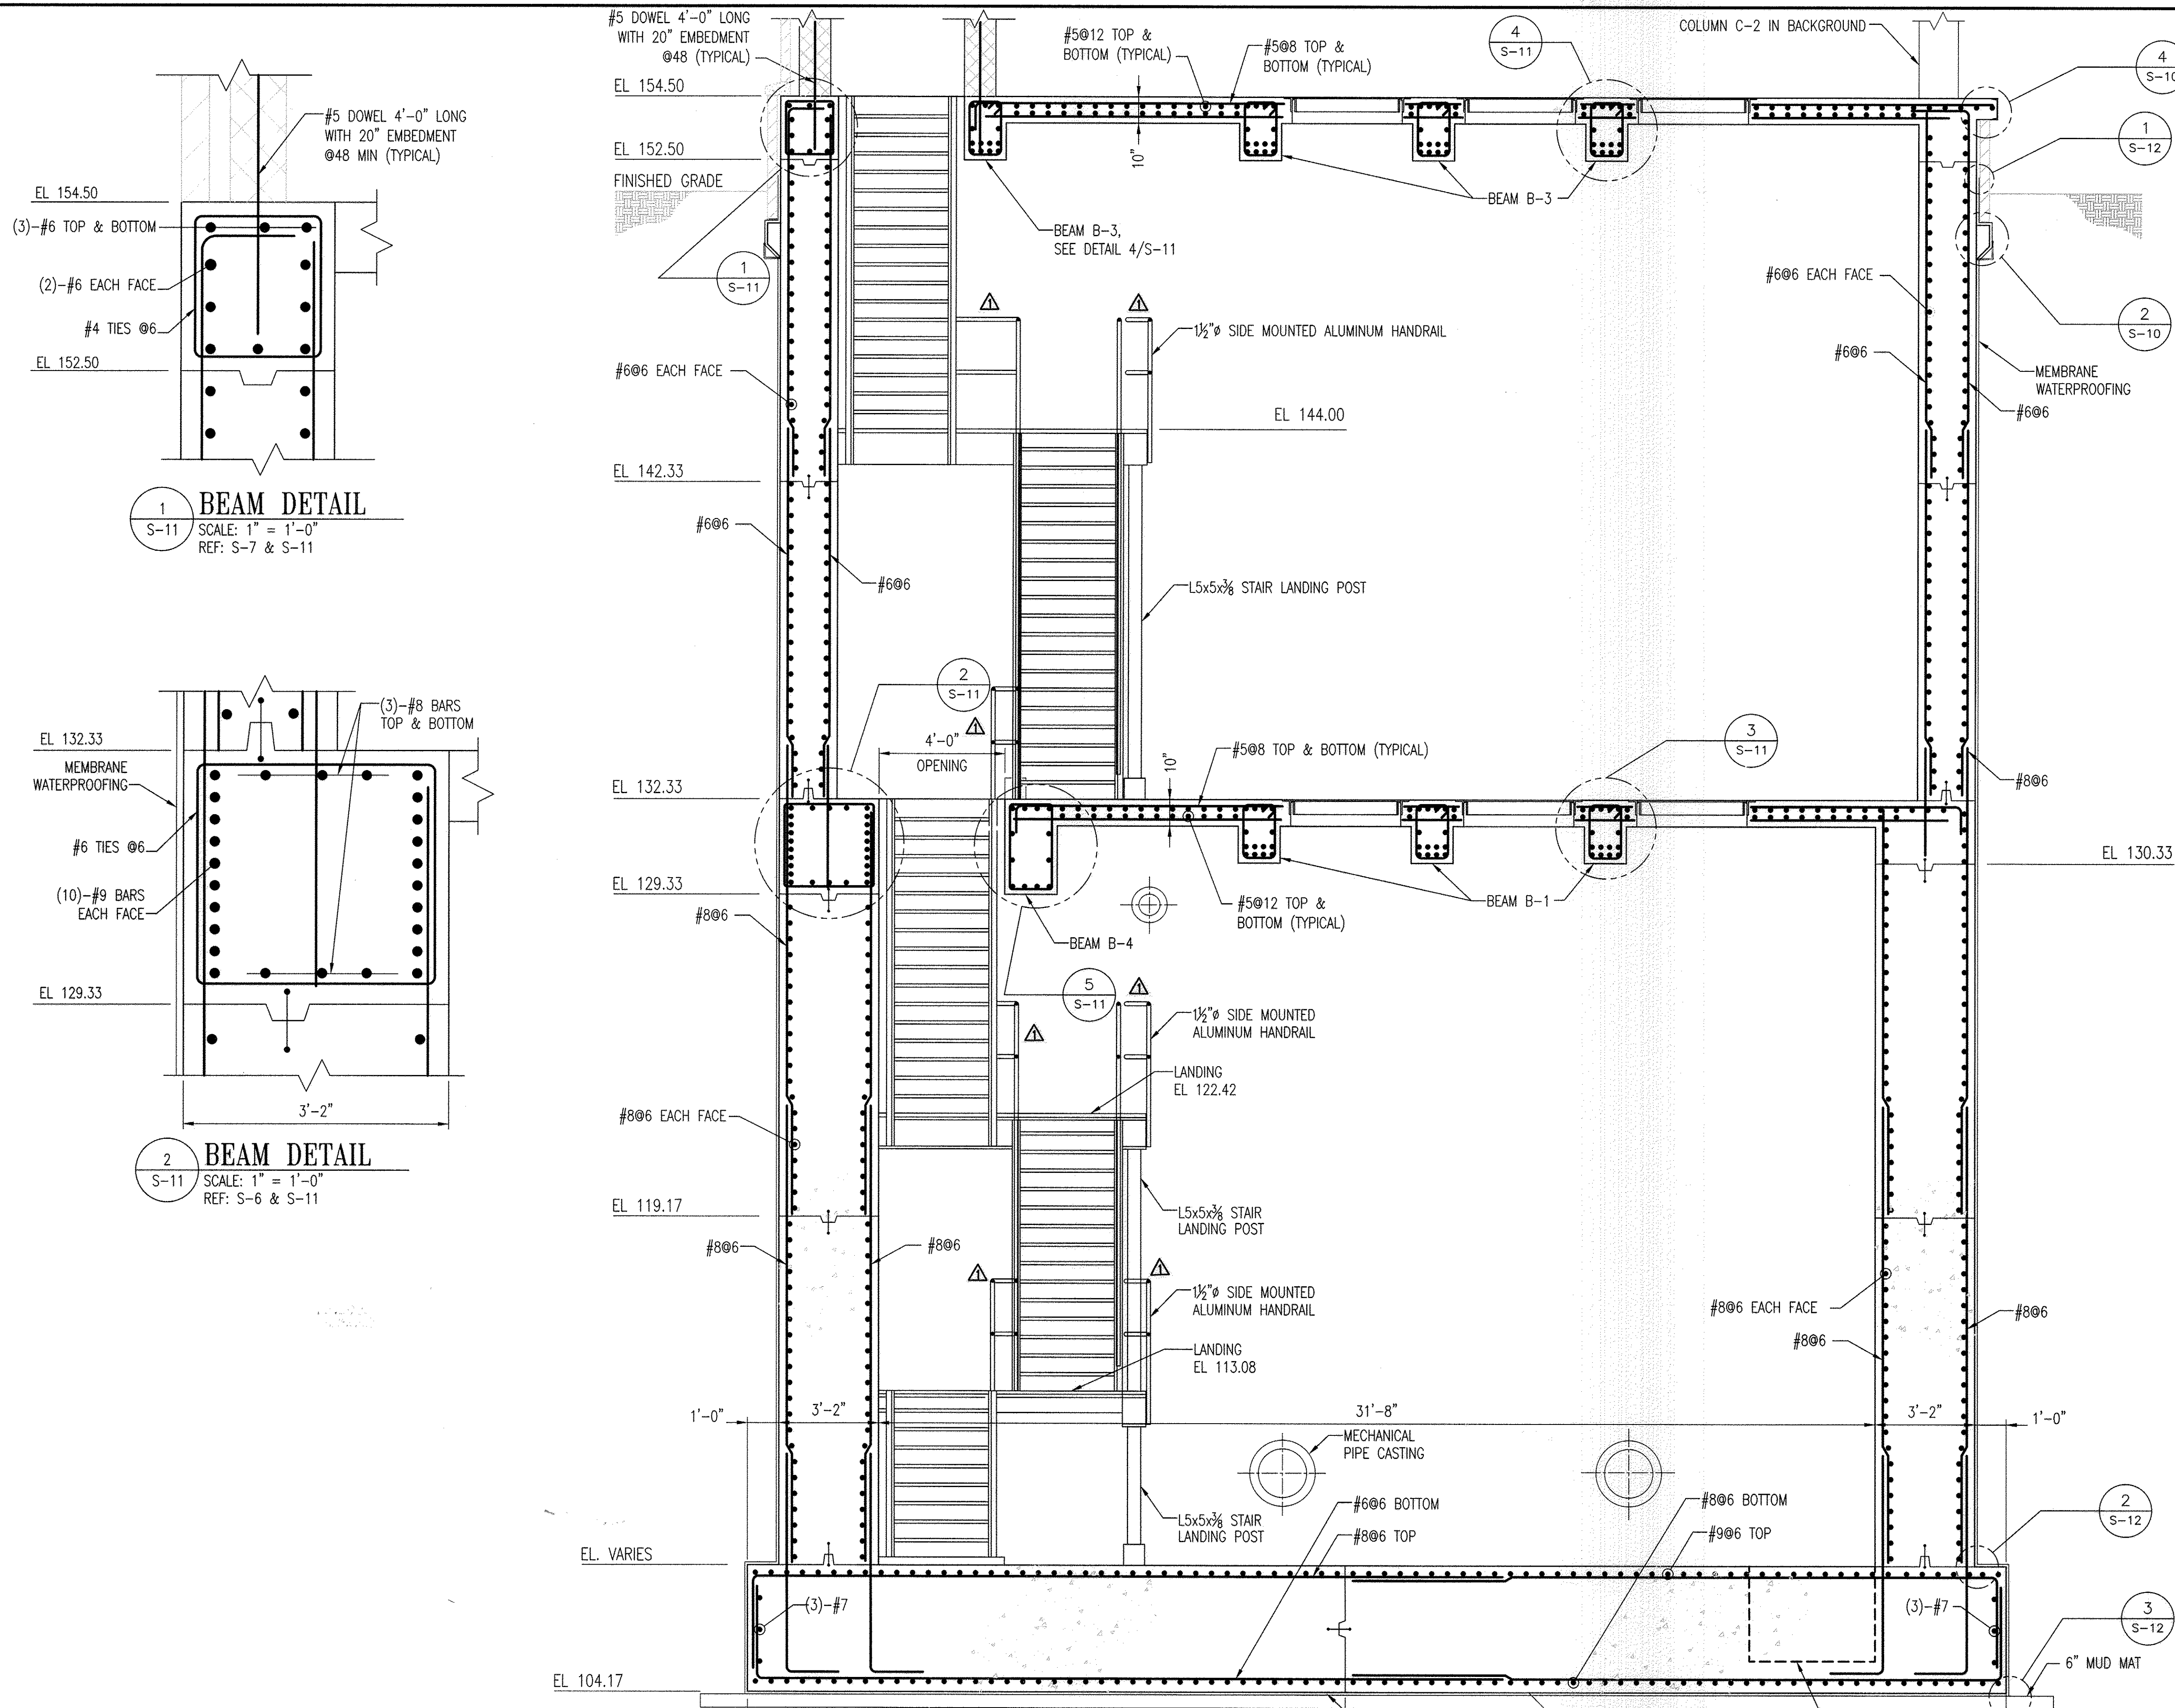 #5 DOWEL 4'-0" LONG
WITH 20" EMBEDMENT
@48 MIN (TYPICAL)
EL 154.50
(3)-#6 TOP & BOTTOM
(2)-#6 EACH FACE
#4 TIES @6
EL 152.50
1
S-11
BEAM DETAIL
SCALE: 1" = 1'-0"
REF: S-7 & S-11
(3)-#8 BARS
TOP & BOTTOM
EL 132.33
MEMBRANE
WATERPROOFING
#6 TIES @6
(10)-#9 BARS
EACH FACE
EL 129.33
3'-2"
2
S-11
BEAM DETAIL
SCALE: 1" = 1'-0"
REF: S-6 & S-11
#5 DOWEL 4'-0" LONG
WITH 20" EMBEDMENT
@48 (TYPICAL)
EL 154.50
EL 152.50
FINISHED GRADE
1
S-11
#5@12 TOP &
BOTTOM (TYPICAL)
#5@8 TOP &
BOTTOM (TYPICAL)
4
S-11
COLUMN C-2 IN BACKGROUND
4
S-10
1
S-12
10"
BEAM B-3
BEAM B-3,
SEE DETAIL 4/S-11
#6@6 EACH FACE
2
S-10
1
1
1½"ø SIDE MOUNTED ALUMINUM HANDRAIL
#6@6
MEMBRANE
WATERPROOFING
#6@6
#6@6 EACH FACE
EL 144.00
EL 142.33
#6@6
#6@6
L5x5x⅜ STAIR LANDING POST
2
S-11
1
4'-0"
OPENING
#5@8 TOP & BOTTOM (TYPICAL)
10"
3
S-11
#8@6
EL 132.33
EL 130.33
EL 129.33
#8@6
BEAM B-1
#5@12 TOP &
BOTTOM (TYPICAL)
BEAM B-4
5
S-11
1
1
1½"ø SIDE MOUNTED
ALUMINUM HANDRAIL
LANDING
EL 122.42
#8@6 EACH FACE
EL 119.17
L5x5x⅜ STAIR
LANDING POST
#8@6
#8@6
1
1
1½"ø SIDE MOUNTED
ALUMINUM HANDRAIL
#8@6 EACH FACE
#8@6
#8@6
LANDING
EL 113.08
1'-0"
3'-2"
31'-8"
3'-2"
1'-0"
MECHANICAL
PIPE CASTING
#6@6 BOTTOM
#8@6 TOP
#8@6 BOTTOM
#9@6 TOP
L5x5x⅜ STAIR
LANDING POST
2
S-12
EL. VARIES
(3)-#7
(3)-#7
3
S-12
6" MUD MAT
EL 104.17